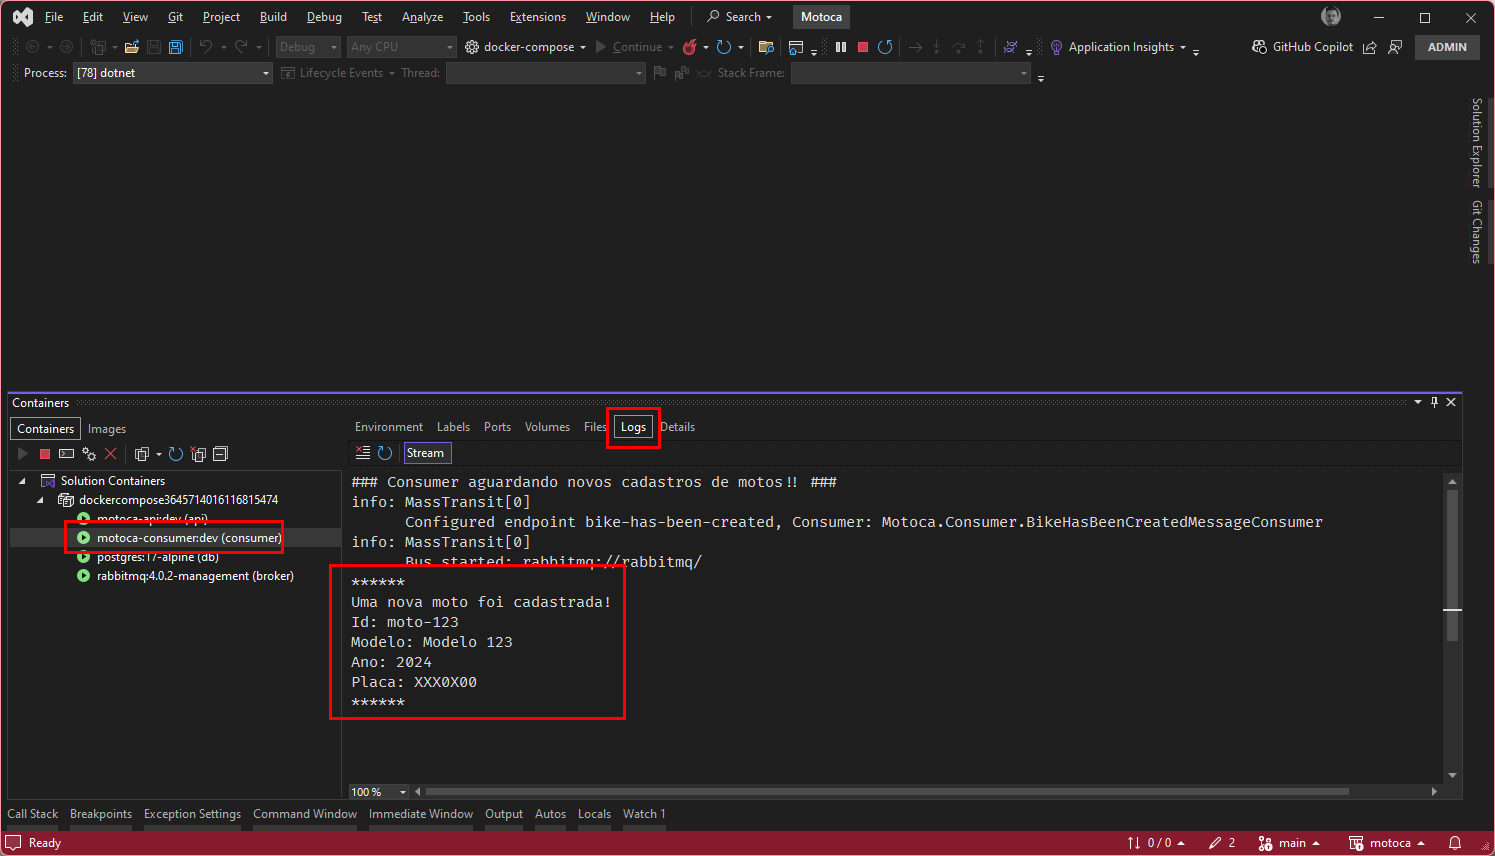 File Edit View Git Project Build Debug Test Analyze Tools Extensions Window Help Search Motoca
Debug Any CPU docker-compose Continue Application Insights GitHub Copilot ADMIN
Process: [78] dotnet Lifecycle Events Thread: Stack Frame:
Solution Explorer
Git Changes
Containers
Containers Images
Environment Labels Ports Volumes Files Logs Details
Stream
Solution Containers
dockercompose3645714016116815474
motoca-api:dev (api)
motoca-consumer:dev (consumer)
postgres:17-alpine (db)
rabbitmq:4.0.2-management (broker)
### Consumer aguardando novos cadastros de motos!! ###
info: MassTransit[0]
Configured endpoint bike-has-been-created, Consumer: Motoca.Consumer.BikeHasBeenCreatedMessageConsumer
info: MassTransit[0]
Bus started: rabbitmq://rabbitmq/
******
Uma nova moto foi cadastrada!
Id: moto-123
Modelo: Modelo 123
Ano: 2024
Placa: XXX0X00
******
100 %
Call Stack Breakpoints Exception Settings Command Window Immediate Window Output Autos Locals Watch 1
Ready 0 / 0 2 main motoca